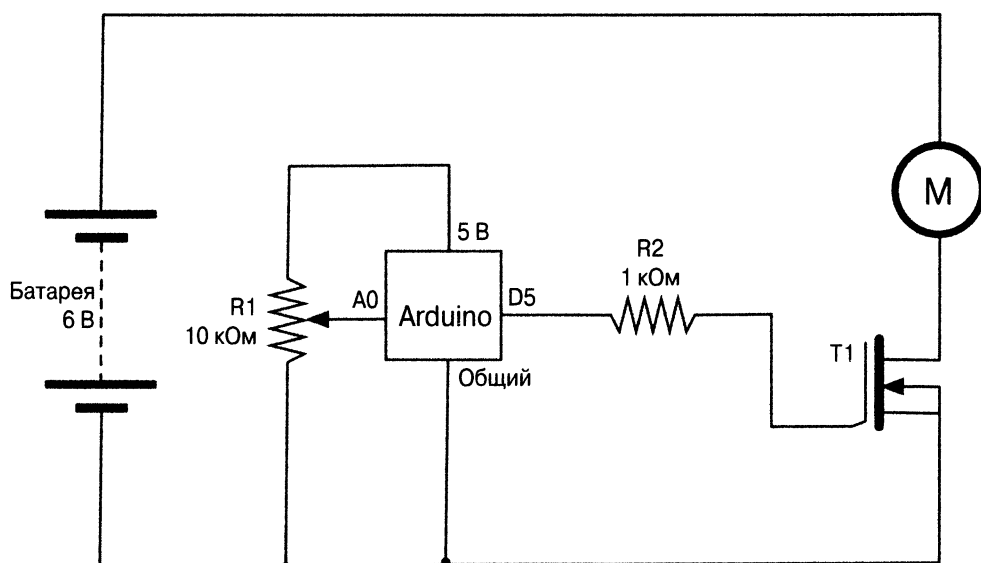 M
5 В
R2
1 кОм
Батарея
6 В
R1
10 кОм
A0
Arduino
D5
T1
Общий